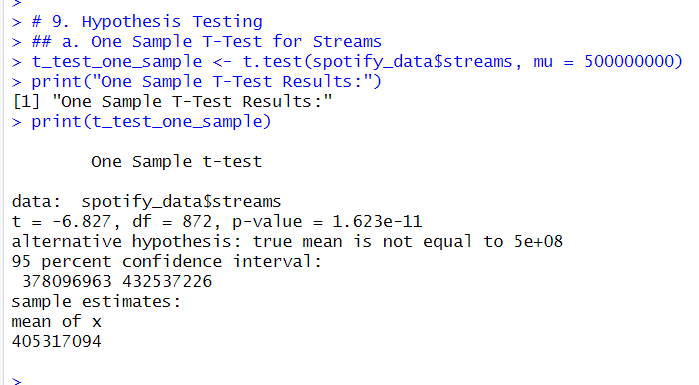 >
> # 9. Hypothesis Testing
> ## a. One Sample T-Test for Streams
> t_test_one_sample <- t.test(spotify_data$streams, mu = 500000000)
> print("One Sample T-Test Results:")
[1] "One Sample T-Test Results:"
> print(t_test_one_sample)
One Sample t-test
data:  spotify_data$streams
t = -6.827, df = 872, p-value = 1.623e-11
alternative hypothesis: true mean is not equal to 5e+08
95 percent confidence interval:
 378096963 432537226
sample estimates:
mean of x
405317094
>